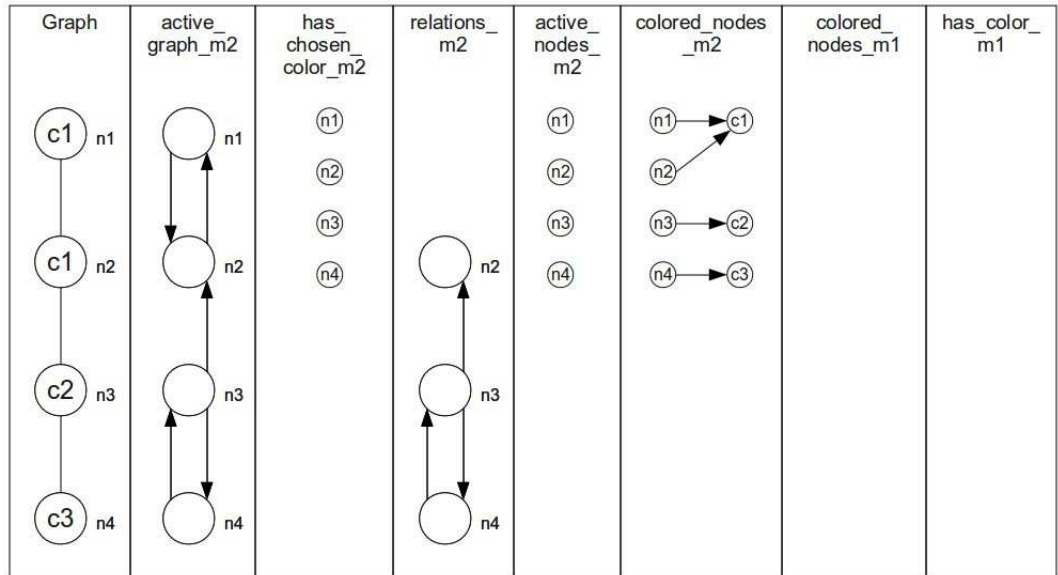 Graph
active_
graph_m2
has_
chosen_
color_m2
relations_
m2
active_
nodes_
m2
colored_nodes
_m2
colored_
nodes_m1
has_color_
m1
c1 n1
n1
n1
n1
n1 c1
n2
n2
n2
c1 n2
n2
n3
n2
n3
n3 c2
n4
n4
n4 c3
c2 n3
n3
n3
c3 n4
n4
n4